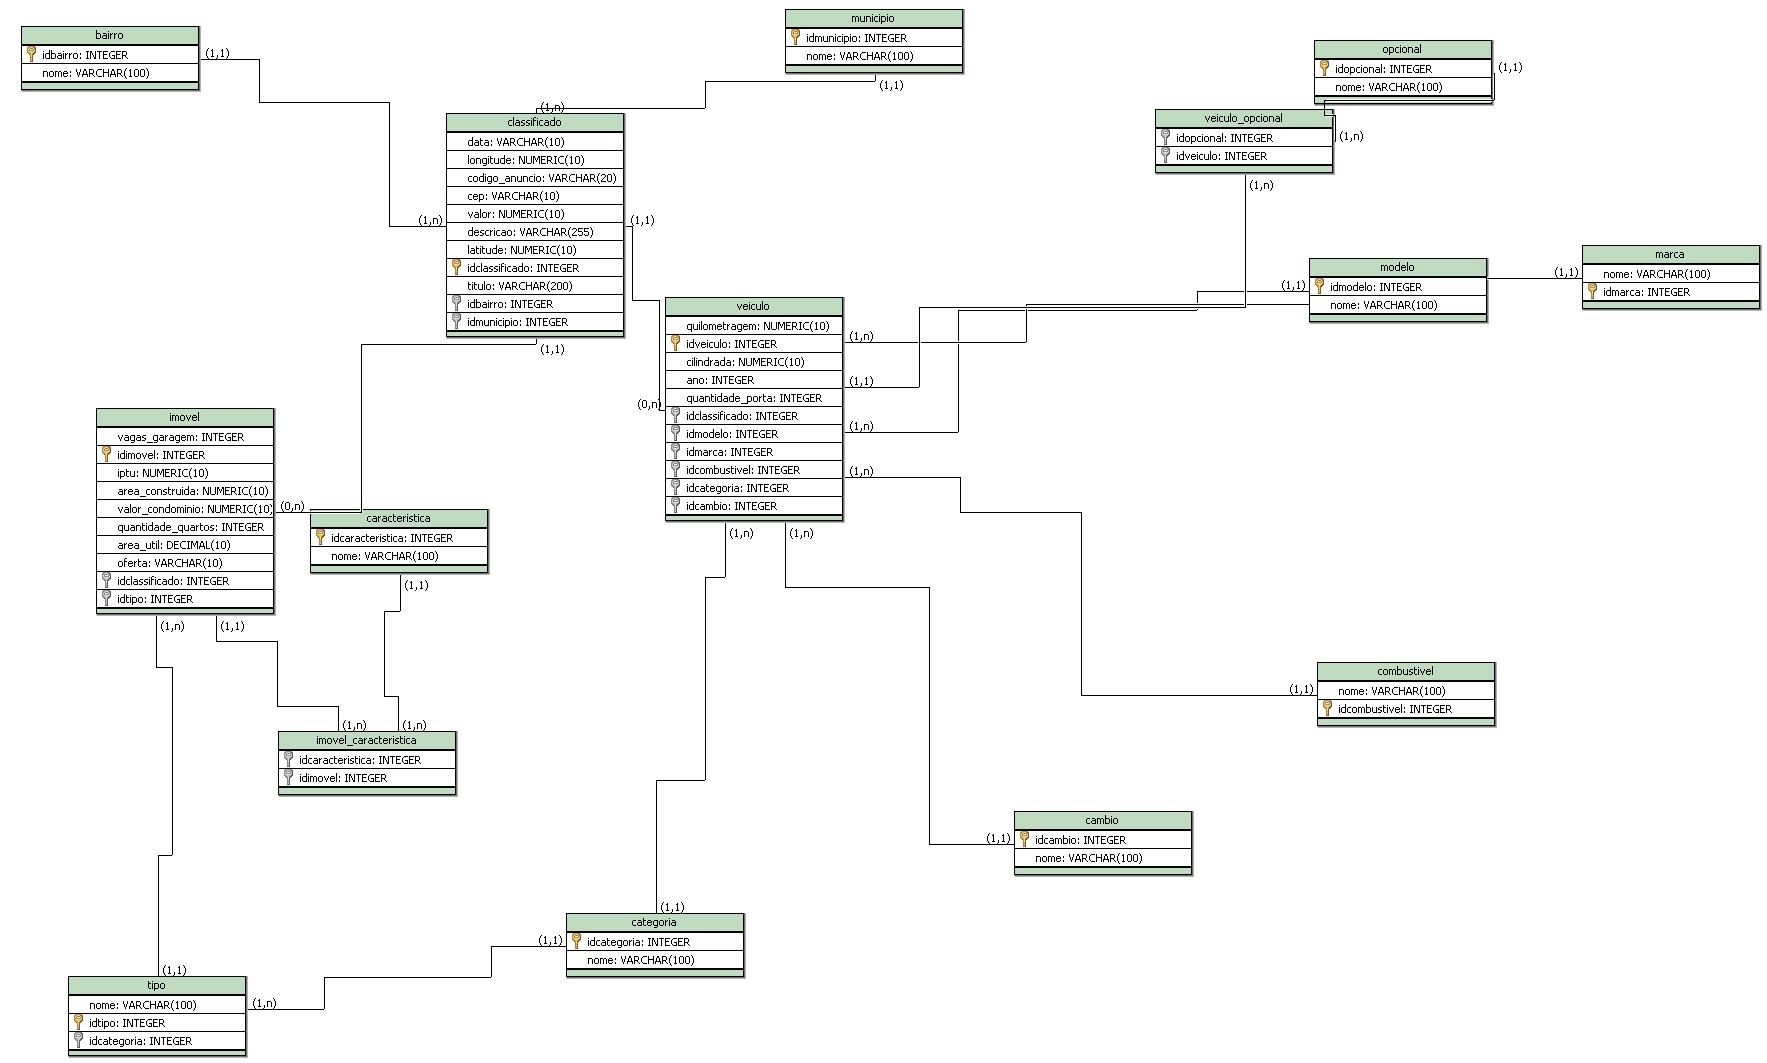 bairro
idbairro: INTEGER
nome: VARCHAR(100)
(1,1)
municipio
idmunicipio: INTEGER
nome: VARCHAR(100)
(1,1)
opcional
idopcional: INTEGER
nome: VARCHAR(100)
(1,1)
veiculo_opcional
idopcional: INTEGER
idveiculo: INTEGER
(1,n)
(1,n)
(1,n)
classificado
data: VARCHAR(10)
longitude: NUMERIC(10)
codigo_anuncio: VARCHAR(20)
cep: VARCHAR(10)
valor: NUMERIC(10)
descricao: VARCHAR(255)
latitude: NUMERIC(10)
idclassificado: INTEGER
titulo: VARCHAR(200)
idbairro: INTEGER
idmunicipio: INTEGER
(1,n)
(1,1)
(1,1)
modelo
idmodelo: INTEGER
nome: VARCHAR(100)
(1,1)
(1,1)
marca
nome: VARCHAR(100)
idmarca: INTEGER
veiculo
quilometragem: NUMERIC(10)
idveiculo: INTEGER
cilindrada: NUMERIC(10)
ano: INTEGER
quantidade_porta: INTEGER
idclassificado: INTEGER
idmodelo: INTEGER
idmarca: INTEGER
idcombustivel: INTEGER
idcategoria: INTEGER
idcambio: INTEGER
(0,n)
(1,n)
(1,1)
(1,n)
(1,n)
(1,n)
(1,n)
imovel
vagas_garagem: INTEGER
idimovel: INTEGER
iptu: NUMERIC(10)
area_construida: NUMERIC(10)
valor_condominio: NUMERIC(10)
quantidade_quartos: INTEGER
area_util: DECIMAL(10)
oferta: VARCHAR(10)
idclassificado: INTEGER
idtipo: INTEGER
(0,n)
(1,n)
(1,1)
caracteristica
idcaracteristica: INTEGER
nome: VARCHAR(100)
(1,1)
(1,n)
(1,n)
imovel_caracteristica
idcaracteristica: INTEGER
idimovel: INTEGER
combustivel
nome: VARCHAR(100)
idcombustivel: INTEGER
(1,1)
cambio
idcambio: INTEGER
nome: VARCHAR(100)
(1,1)
(1,1)
categoria
idcategoria: INTEGER
nome: VARCHAR(100)
(1,1)
(1,1)
tipo
nome: VARCHAR(100)
idtipo: INTEGER
idcategoria: INTEGER
(1,n)